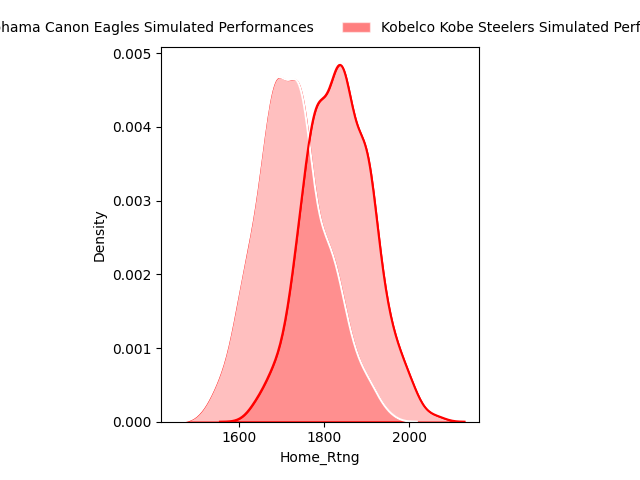 hama Canon Eagles Simulated Performances
Kobelco Kobe Steelers Simulated Perf
0.005
0.004
0.003
0.002
0.001
0.000
Density
1600 1800 2000
Home_Rtng